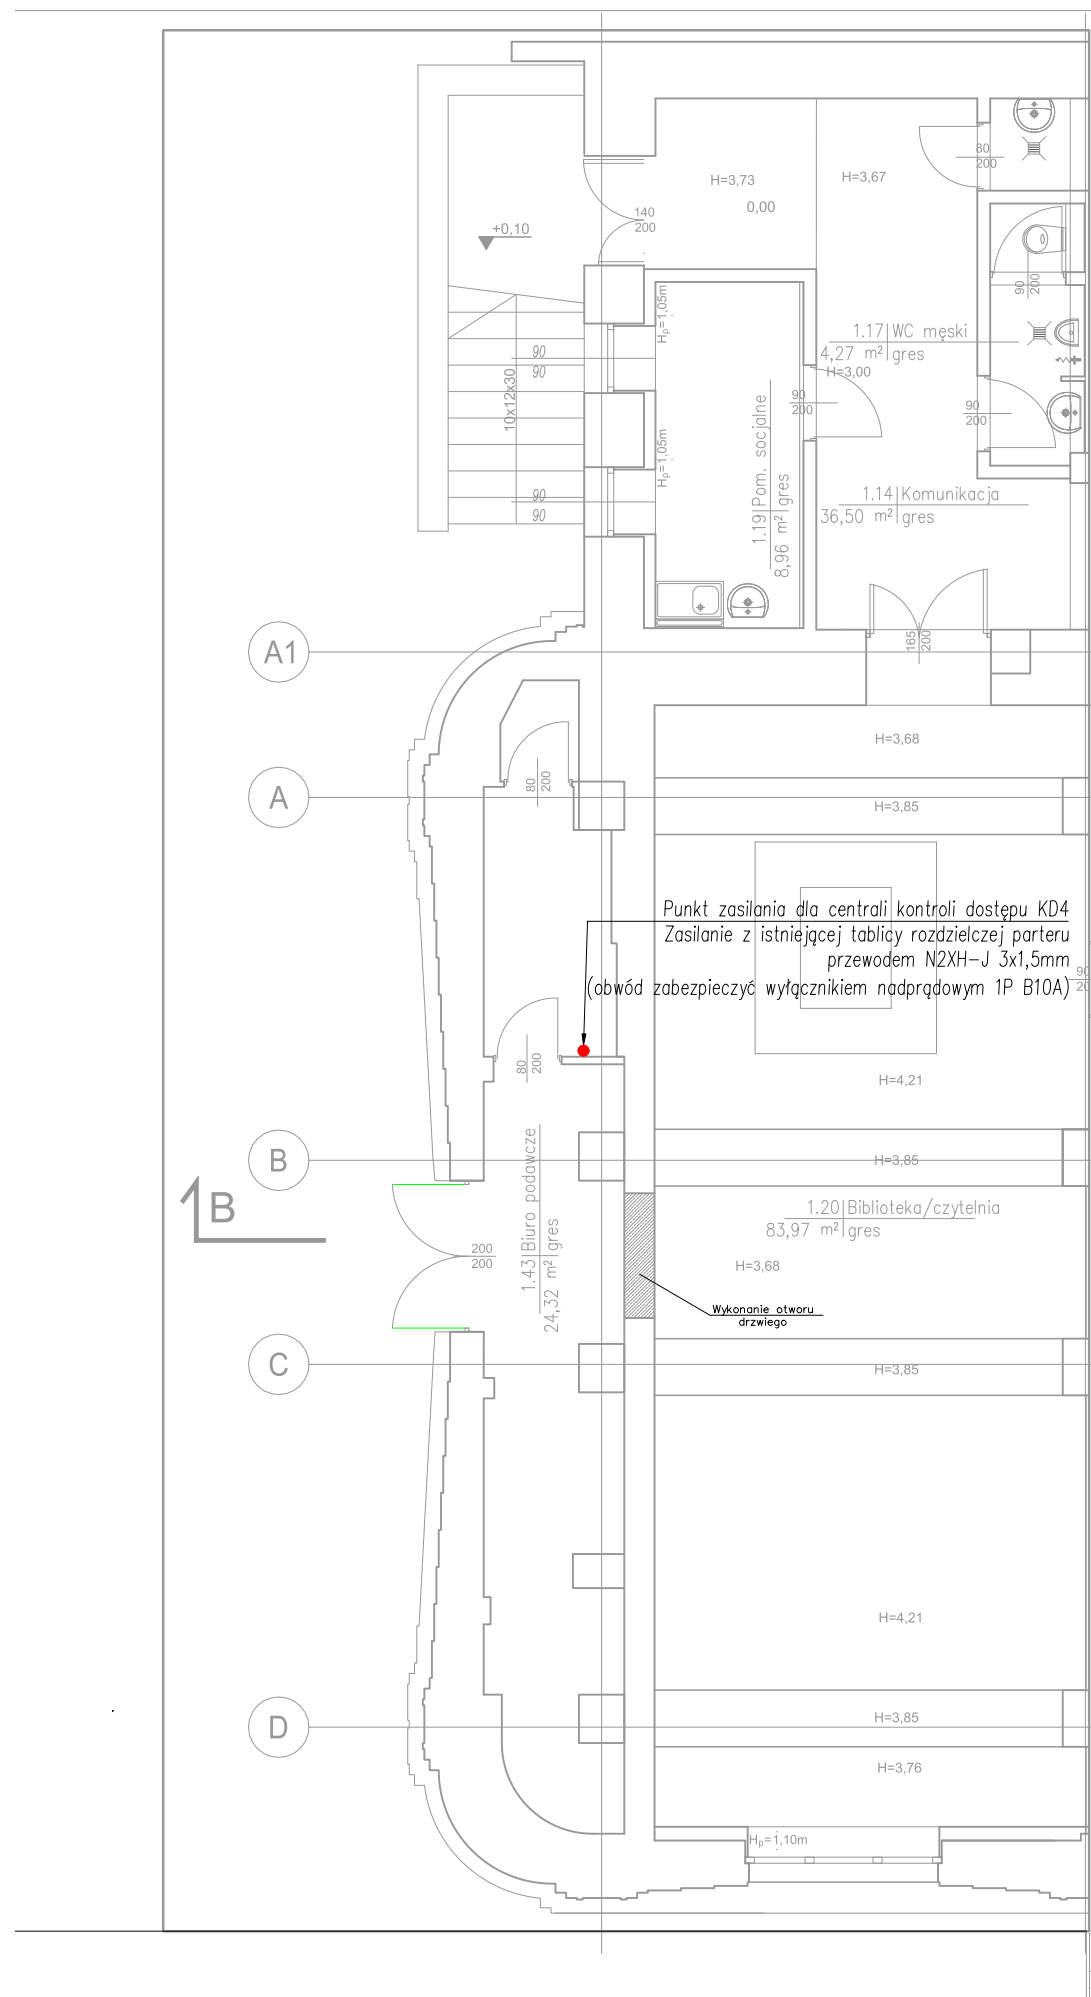 H=3,73
H=3,67
0,00
80
200
140
200
+0,10
90
200
Hp=1,05m
90
90
10x12x30
1.17 WC męski
4,27 m² gres
H=3,00
90
200
90
200
1.19 Pom. socjalne
8,96 m² gres
Hp=1,05m
90
90
1.14 Komunikacja
36,50 m² gres
165
200
A1
H=3,68
80
200
A
H=3,85
Punkt zasilania dla centrali kontroli dostępu KD4
Zasilanie z istniejącej tablicy rozdzielczej parteru
przewodem N2XH-J 3x1,5mm
(obwód zabezpieczyć wyłącznikiem nadprądowym 1P B10A)
80
200
H=4,21
B
H=3,85
B
1.43 Biuro podawcze
24,32 m² gres
1.20 Biblioteka/czytelnia
83,97 m² gres
200
200
H=3,68
Wykonanie otworu
drzwiego
C
H=3,85
H=4,21
D
H=3,85
H=3,76
Hp=1,10m